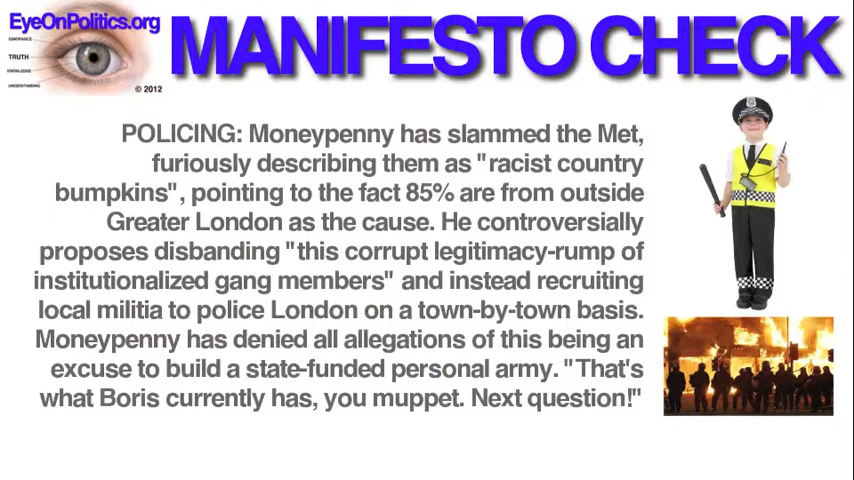 EyeOnPolitics.org
MANIFESTO CHECK
IGNORANCE
TRUTH
KNOWLEDGE
UNDERSTANDING
© 2012
POLICING: Moneypenny has slammed the Met,
furiously describing them as "racist country
bumpkins", pointing to the fact 85% are from outside
Greater London as the cause. He controversially
proposes disbanding "this corrupt legitimacy-rump of
institutionalized gang members" and instead recruiting
local militia to police London on a town-by-town basis.
Moneypenny has denied all allegations of this being an
excuse to build a state-funded personal army. "That's
what Boris currently has, you muppet. Next question!"